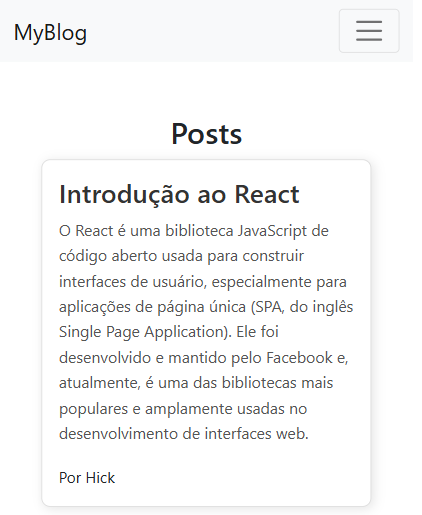 MyBlog
Posts
Introdução ao React
O React é uma biblioteca JavaScript de
código aberto usada para construir
interfaces de usuário, especialmente para
aplicações de página única (SPA, do inglês
Single Page Application). Ele foi
desenvolvido e mantido pelo Facebook e,
atualmente, é uma das bibliotecas mais
populares e amplamente usadas no
desenvolvimento de interfaces web.
Por Hick